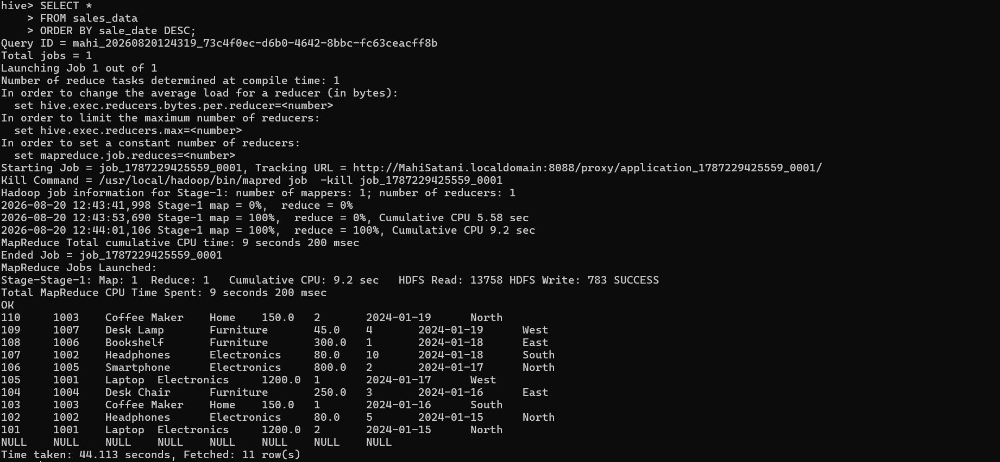 hive> SELECT *
    > FROM sales_data
    > ORDER BY sale_date DESC;
Query ID = mahi_20260820124319_73c4f0ec-d6b0-4642-8bbc-fc63ceacff8b
Total jobs = 1
Launching Job 1 out of 1
Number of reduce tasks determined at compile time: 1
In order to change the average load for a reducer (in bytes):
  set hive.exec.reducers.bytes.per.reducer=<number>
In order to limit the maximum number of reducers:
  set hive.exec.reducers.max=<number>
In order to set a constant number of reducers:
  set mapreduce.job.reduces=<number>
Starting Job = job_1787229425559_0001, Tracking URL = http://MahiSatani.localdomain:8088/proxy/application_1787229425559_0001/
Kill Command = /usr/local/hadoop/bin/mapred job  -kill job_1787229425559_0001
Hadoop job information for Stage-1: number of mappers: 1; number of reducers: 1
2026-08-20 12:43:41,998 Stage-1 map = 0%,  reduce = 0%
2026-08-20 12:43:53,690 Stage-1 map = 100%,  reduce = 0%, Cumulative CPU 5.58 sec
2026-08-20 12:44:01,106 Stage-1 map = 100%,  reduce = 100%, Cumulative CPU 9.2 sec
MapReduce Total cumulative CPU time: 9 seconds 200 msec
Ended Job = job_1787229425559_0001
MapReduce Jobs Launched:
Stage-Stage-1: Map: 1  Reduce: 1   Cumulative CPU: 9.2 sec   HDFS Read: 13758 HDFS Write: 783 SUCCESS
Total MapReduce CPU Time Spent: 9 seconds 200 msec
OK
110     1003    Coffee Maker    Home    150.0   2       2024-01-19      North
109     1007    Desk Lamp       Furniture       45.0    4       2024-01-19      West
108     1006    Bookshelf       Furniture       300.0   1       2024-01-18      East
107     1002    Headphones      Electronics     80.0    10      2024-01-18      South
106     1005    Smartphone      Electronics     800.0   2       2024-01-17      North
105     1001    Laptop  Electronics     1200.0  1       2024-01-17      West
104     1004    Desk Chair      Furniture       250.0   3       2024-01-16      East
103     1003    Coffee Maker    Home    150.0   1       2024-01-16      South
102     1002    Headphones      Electronics     80.0    5       2024-01-15      North
101     1001    Laptop  Electronics     1200.0  2       2024-01-15      North
NULL    NULL    NULL    NULL    NULL    NULL    NULL    NULL
Time taken: 44.113 seconds, Fetched: 11 row(s)